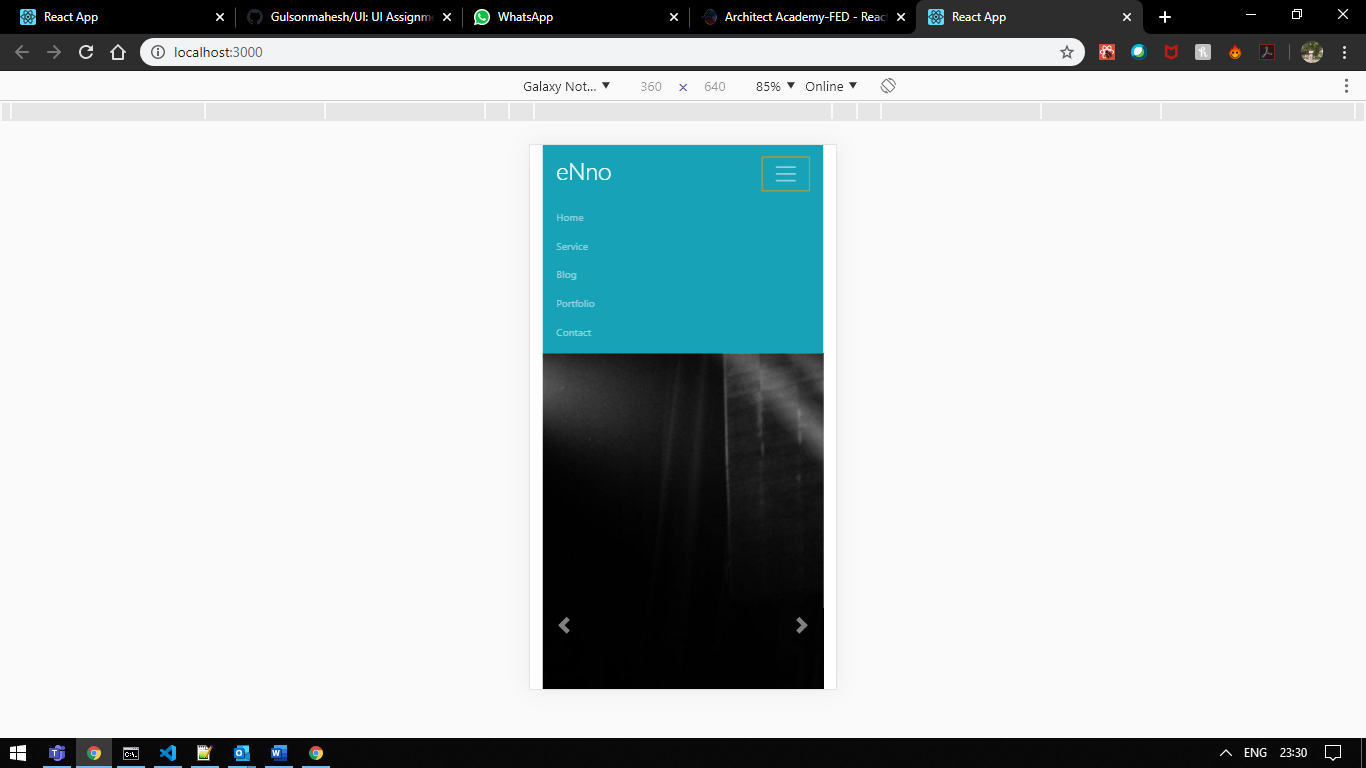 React App
Gulsonmahesh/UI: UI Assignm
WhatsApp
Architect Academy-FED - Reac
React App
localhost:3000
Galaxy Not... 360 × 640 85% Online
eNno
Home
Service
Blog
Portfolio
Contact
ENG 23:30